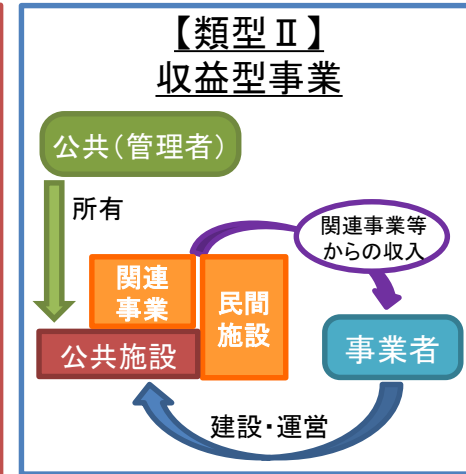 【類型Ⅱ】
収益型事業
公共(管理者)
所有
関連事業等
からの収入
関連
事業
民間
施設
公共施設
事業者
建設・運営